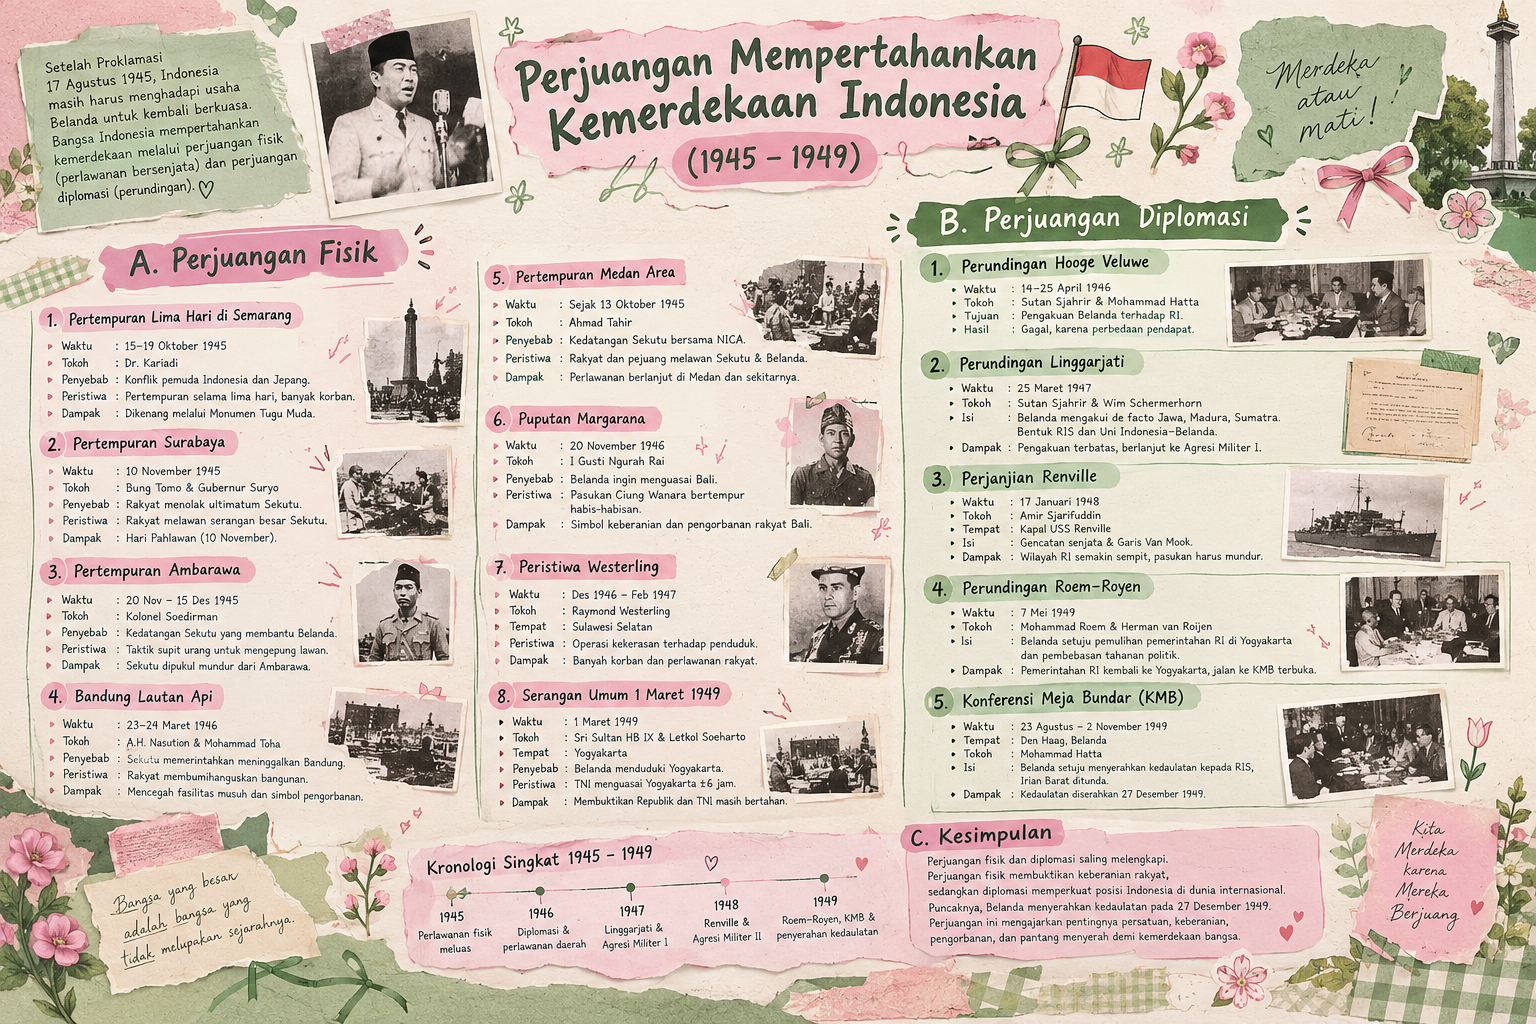 Setelah Proklamasi
17 Agustus 1945, Indonesia
masih harus menghadapi usaha
Belanda untuk kembali berkuasa.
Bangsa Indonesia mempertahankan
kemerdekaan melalui perjuangan fisik
(perlawanan bersenjata) dan perjuangan
diplomasi (perundingan).
Perjuangan Mempertahankan
Kemerdekaan Indonesia
(1945 – 1949)
Merdeka
atau
mati!
A. Perjuangan Fisik
1. Pertempuran Lima Hari di Semarang
Waktu : 15–19 Oktober 1945
Tokoh : Dr. Kariadi
Penyebab : Konflik pemuda Indonesia dan Jepang.
Peristiwa : Pertempuran selama lima hari, banyak korban.
Dampak : Dikenang melalui Monumen Tugu Muda.
2. Pertempuran Surabaya
Waktu : 10 November 1945
Tokoh : Bung Tomo & Gubernur Suryo
Penyebab : Rakyat menolak ultimatum Sekutu.
Peristiwa : Rakyat melawan serangan besar Sekutu.
Dampak : Hari Pahlawan (10 November).
3. Pertempuran Ambarawa
Waktu : 20 Nov – 15 Des 1945
Tokoh : Kolonel Soedirman
Penyebab : Kedatangan Sekutu yang membantu Belanda.
Peristiwa : Taktik supit urang untuk mengepung lawan.
Dampak : Sekutu dipukul mundur dari Ambarawa.
4. Bandung Lautan Api
Waktu : 23–24 Maret 1946
Tokoh : A.H. Nasution & Mohammad Toha
Penyebab : Sekutu memerintahkan meninggalkan Bandung.
Peristiwa : Rakyat membumihanguskan bangunan.
Dampak : Mencegah fasilitas musuh dan simbol pengorbanan.
5. Pertempuran Medan Area
Waktu : Sejak 13 Oktober 1945
Tokoh : Ahmad Tahir
Penyebab : Kedatangan Sekutu bersama NICA.
Peristiwa : Rakyat dan pejuang melawan Sekutu & Belanda.
Dampak : Perlawanan berlanjut di Medan dan sekitarnya.
6. Puputan Margarana
Waktu : 20 November 1946
Tokoh : I Gusti Ngurah Rai
Penyebab : Belanda ingin menguasai Bali.
Peristiwa : Pasukan Ciung Wanara bertempur
habis-habisan.
Dampak : Simbol keberanian dan pengorbanan rakyat Bali.
7. Peristiwa Westerling
Waktu : Des 1946 – Feb 1947
Tokoh : Raymond Westerling
Tempat : Sulawesi Selatan
Peristiwa : Operasi kekerasan terhadap penduduk.
Dampak : Banyah korban dan perlawanan rakyat.
8. Serangan Umum 1 Maret 1949
Waktu : 1 Maret 1949
Tokoh : Sri Sultan HB IX & Letkol Soeharto
Tempat : Yogyakarta
Penyebab : Belanda menduduki Yogyakarta.
Peristiwa : TNI menguasai Yogyakarta ±6 jam.
Dampak : Membuktikan Republik dan TNI masih bertahan.
B. Perjuangan Diplomasi
1. Perundingan Hooge Veluwe
Waktu : 14–25 April 1946
Tokoh : Sutan Sjahrir & Mohammad Hatta
Tujuan : Pengakuan Belanda terhadap RI.
Hasil : Gagal, karena perbedaan pendapat.
2. Perundingan Linggarjati
Waktu : 25 Maret 1947
Tokoh : Sutan Sjahrir & Wim Schermerhorn
Isi : Belanda mengakui de facto Jawa, Madura, Sumatra.
Bentuk RIS dan Uni Indonesia–Belanda.
Dampak : Pengakuan terbatas, berlanjut ke Agresi Militer I.
3. Perjanjian Renville
Waktu : 17 Januari 1948
Tokoh : Amir Sjarifuddin
Tempat : Kapal USS Renville
Isi : Gencatan senjata & Garis Van Mook.
Dampak : Wilayah RI semakin sempit, pasukan harus mundur.
4. Perundingan Roem–Royen
Waktu : 7 Mei 1949
Tokoh : Mohammad Roem & Herman van Roijen
Isi : Belanda setuju pemulihan pemerintahan RI di Yogyakarta
dan pembebasan tahanan politik.
Dampak : Pemerintahan RI kembali ke Yogyakarta, jalan ke KMB terbuka.
5. Konferensi Meja Bundar (KMB)
Waktu : 23 Agustus – 2 November 1949
Tempat : Den Haag, Belanda
Tokoh : Mohammad Hatta
Isi : Belanda setuju menyerahkan kedaulatan kepada RIS,
Irian Barat ditunda.
Dampak : Kedaulatan diserahkan 27 Desember 1949.
Bangsa yang besar
adalah bangsa yang
tidak melupakan sejarahnya.
Kronologi Singkat 1945 – 1949
1945
Perlawanan fisik
meluas
1946
Diplomasi &
perlawanan daerah
1947
Linggarjati &
Agresi Militer I
1948
Renville &
Agresi Militer II
1949
Roem–Royen, KMB &
penyerahan kedaulatan
C. Kesimpulan
Perjuangan fisik dan diplomasi saling melengkapi.
Perjuangan fisik membuktikan keberanian rakyat,
sedangkan diplomasi memperkuat posisi Indonesia di dunia internasional.
Puncaknya, Belanda menyerahkan kedaulatan pada 27 Desember 1949.
Perjuangan ini mengajarkan pentingnya persatuan, keberanian,
pengorbanan, dan pantang menyerah demi kemerdekaan bangsa.
Kita
Merdeka
karena
Mereka
Berjuang